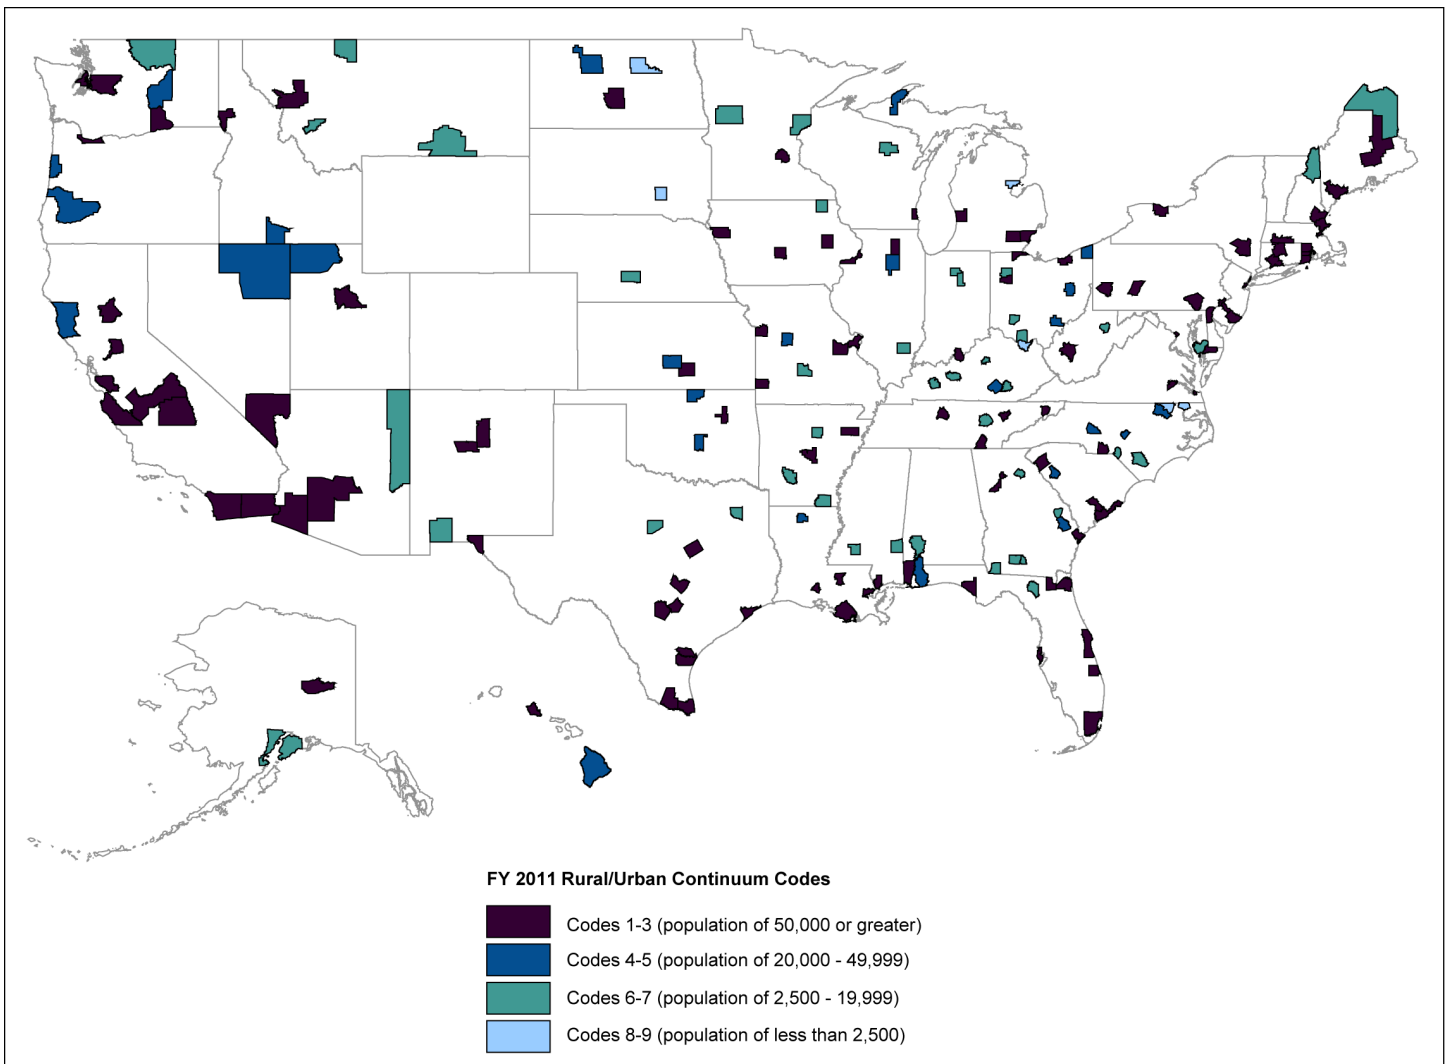 FY 2011 Rural/Urban Continuum Codes
Codes 1-3 (population of 50,000 or greater)
Codes 4-5 (population of 20,000 - 49,999)
Codes 6-7 (population of 2,500 - 19,999)
Codes 8-9 (population of less than 2,500)